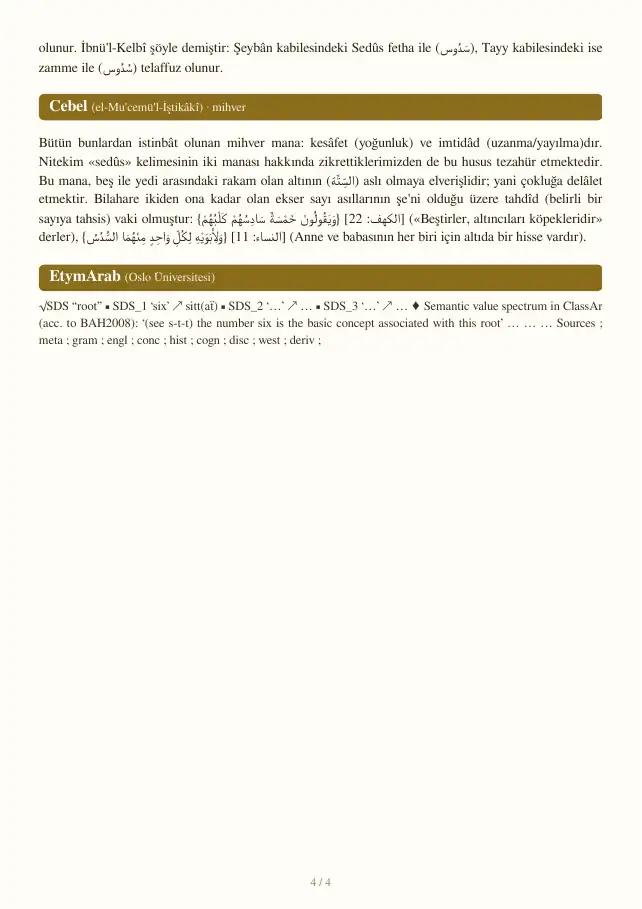 olunur. İbnü'l-Kelbî şöyle demiştir: Şeybân kabilesindeki Sedûs fetha ile (سَدُوس), Tayy kabilesindeki ise
zamme ile (سُدُوس) telaffuz olunur.
Cebel (el-Mu'cemü'l-İştikâkî) · mihver
Bütün bunlardan istinbât olunan mihver mana: kesâfet (yoğunluk) ve imtidâd (uzanma/yayılma)dır.
Nitekim «sedûs» kelimesinin iki manası hakkında zikrettiklerimizden de bu husus tezahür etmektedir.
Bu mana, beş ile yedi arasındaki rakam olan altının (السِّتَّة) aslı olmaya elverişlidir; yani çokluğa delâlet
etmektir. Bilahare ikiden ona kadar olan ekser sayı asıllarının şe'ni olduğu üzere tahdîd (belirli bir
sayıya tahsis) vaki olmuştur: {وَيَقُولُونَ خَمْسَةٌ سَادِسُهُمْ كَلْبُهُمْ} [الكهف: 22] («Beştirler, altıncıları köpekleridir»
derler), {وَلِأَبَوَيْهِ لِكُلِّ وَاحِدٍ مِنْهُمَا السُّدُسُ} [النساء: 11] (Anne ve babasının her biri için altıda bir hisse vardır).
EtymArab (Oslo Üniversitesi)
√SDS “root” ▪ SDS_1 ‘six’ ↗ sitt(aẗ) ▪ SDS_2 ‘…’ ↗ … ▪ SDS_3 ‘…’ ↗ … ♦ Semantic value spectrum in ClassAr
(acc. to BAH2008): ‘(see s-t-t) the number six is the basic concept associated with this root’ … … … Sources ;
meta ; gram ; engl ; conc ; hist ; cogn ; disc ; west ; deriv ;
4 / 4